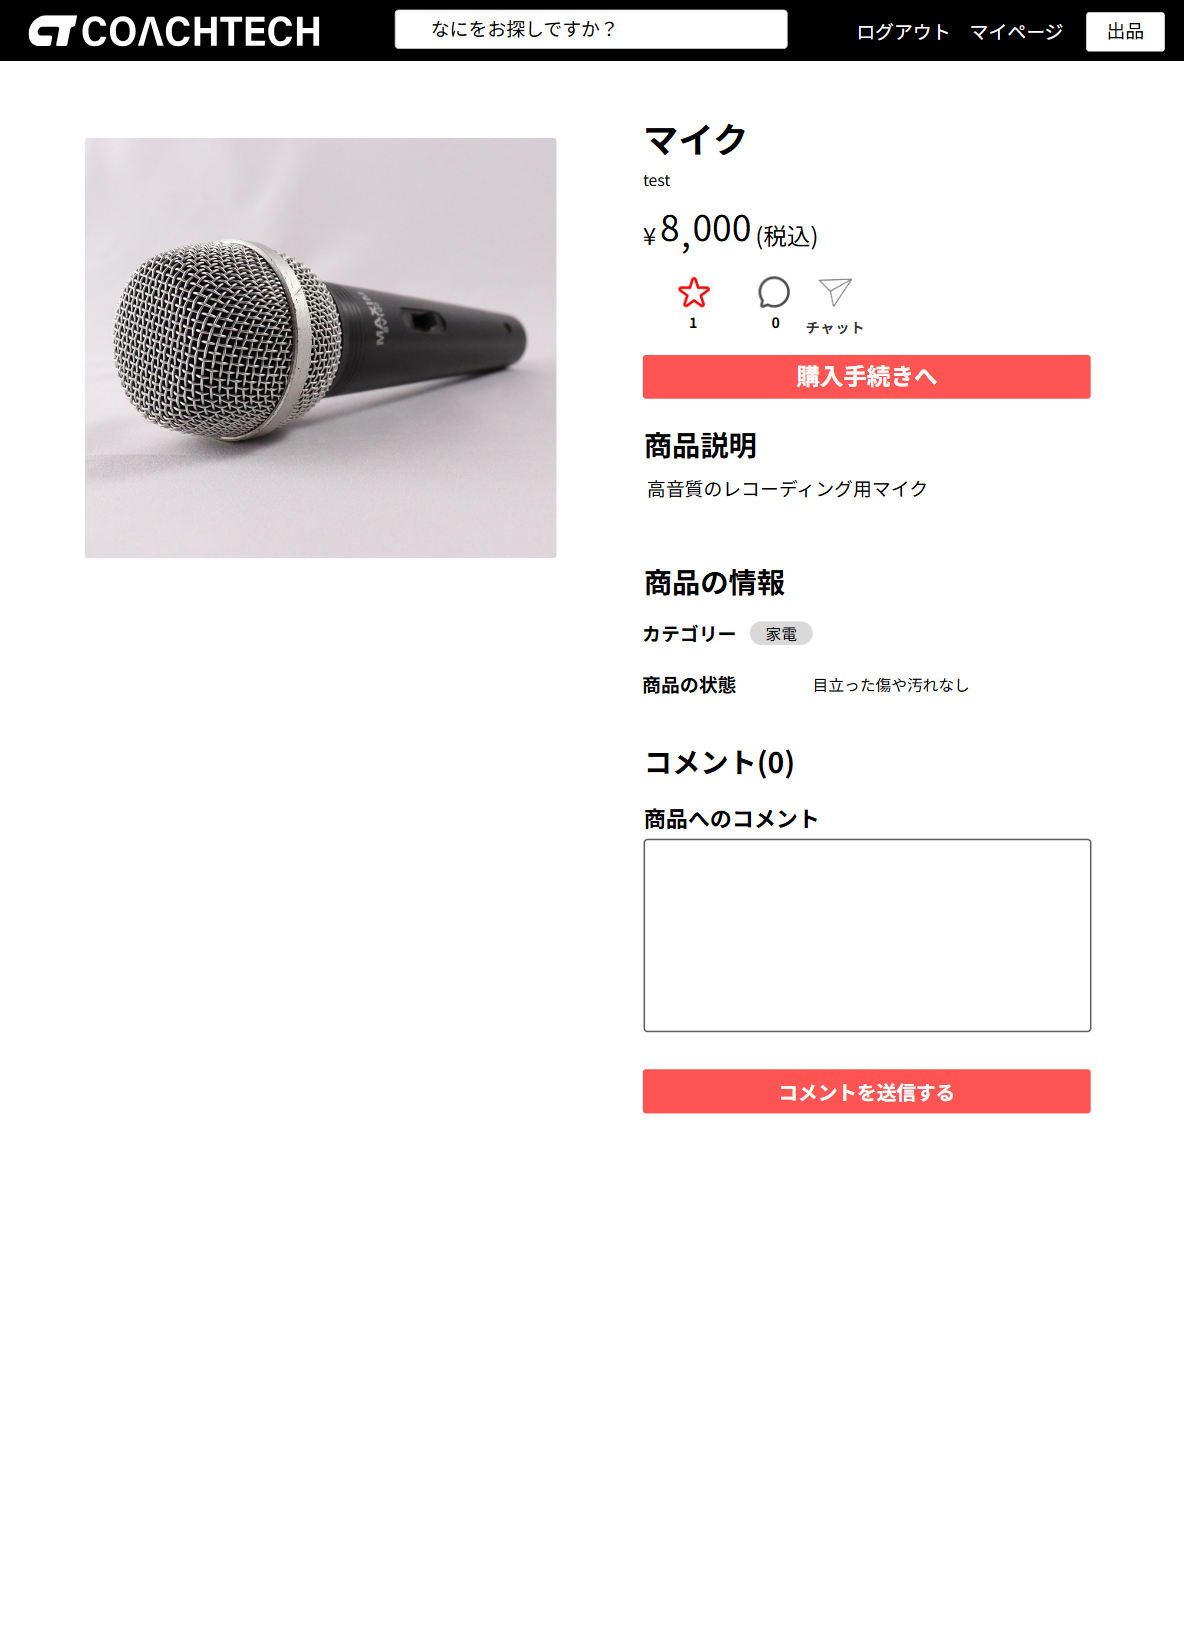 COACHTECH
なにをお探しですか？
ログアウト マイページ 出品
マイク
test
¥8,000(税込)
1 0 チャット
購入手続きへ
商品説明
高音質のレコーディング用マイク
商品の情報
カテゴリー 家電
商品の状態 目立った傷や汚れなし
コメント(0)
商品へのコメント
コメントを送信する